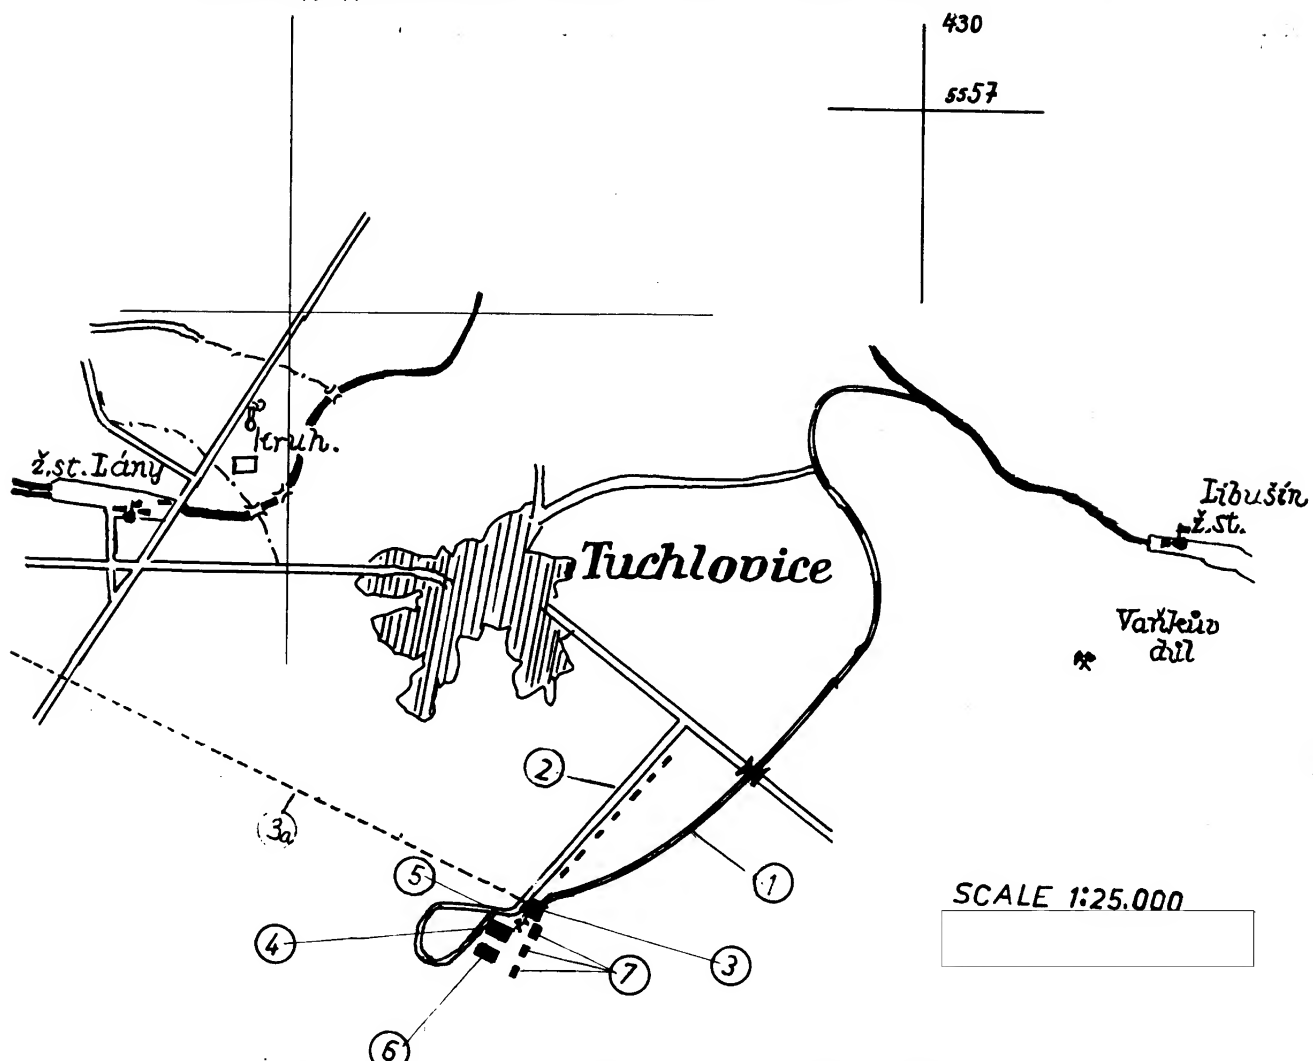 430
5557
kruh.
ž.st. Lány
Libušín
ž.st.
Tuchlovice
Vaňkův
důl
2
3a
5
1
SCALE 1:25.000
4
3
7
6